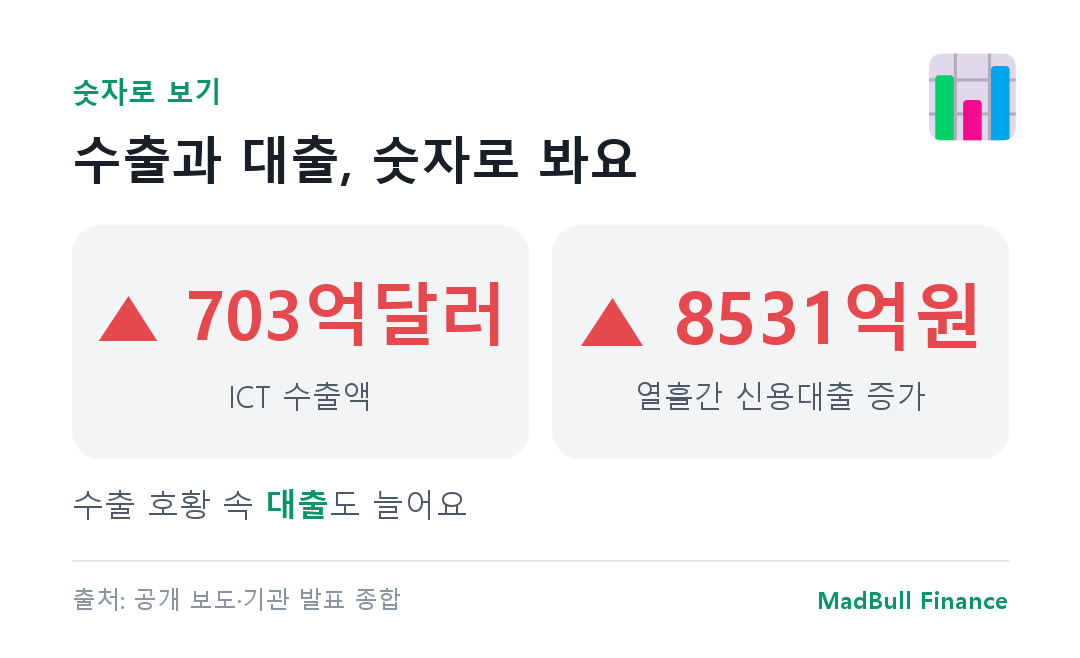 숫자로 보기
수출과 대출, 숫자로 봐요
▲ 703억달러
ICT 수출액
▲ 8531억원
열흘간 신용대출 증가
수출 호황 속 대출도 늘어요
출처: 공개 보도·기관 발표 종합
MadBull Finance